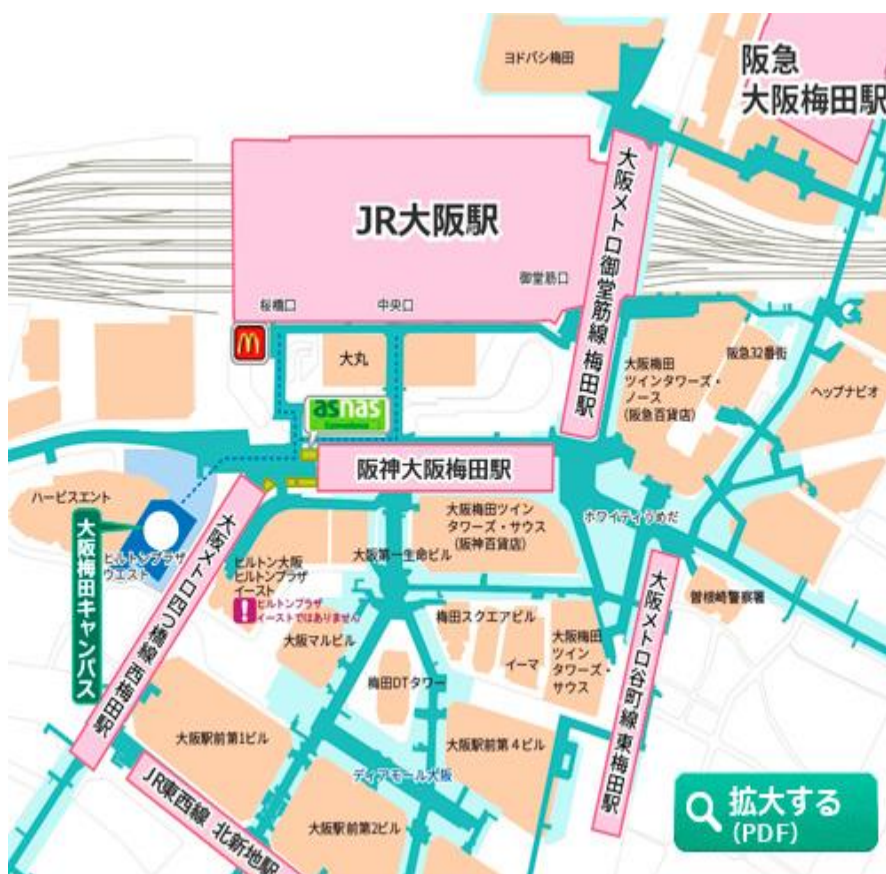 ヨドバシ梅田
阪急
大阪梅田駅
JR大阪駅
大阪メトロ御堂筋線 梅田駅
御堂筋口
桜橋口
中央口
大丸
大阪梅田
ツインタワーズ・
ノース
(阪急百貨店)
阪急32番街
ヘップナビオ
asnas
阪神大阪梅田駅
ハービスエント
大阪梅田キャンパス
ヒルトンプラザ
ウエスト
大阪メトロ四つ橋線 西梅田駅
ヒルトン大阪
ヒルトンプラザ
イースト
ヒルトンプラザ
イーストではありません
大阪第一生命ビル
大阪梅田ツイン
タワーズ・サウス
(阪神百貨店)
ホワイティうめだ
曽根崎警察署
大阪メトロ谷町線 東梅田駅
大阪マルビル
梅田スクエアビル
イーマ
大阪梅田
ツイン
タワーズ・
サウス
梅田DTタワー
大阪駅前第1ビル
大阪駅前第4ビル
ディアモール大阪
JR東西線 北新地駅
大阪駅前第2ビル
拡大する
(PDF)